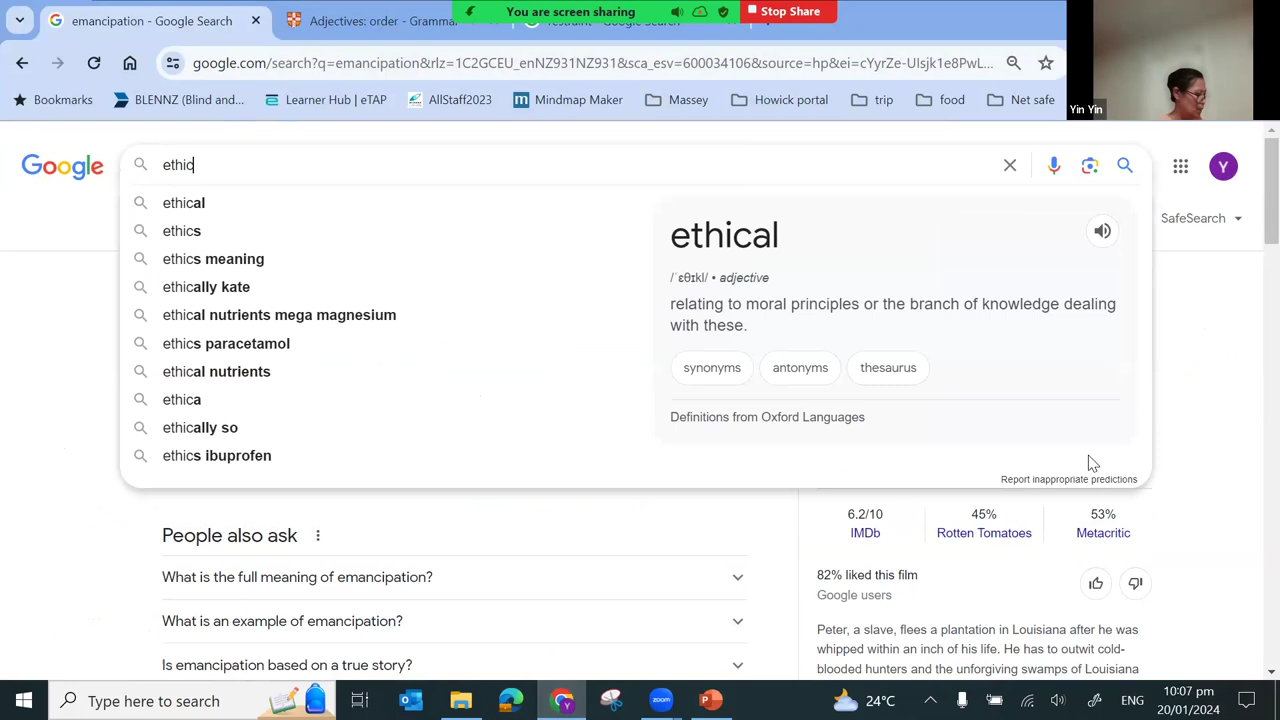 emancipation - Google Search
Adjectives: order - Gramma
restraint - Google Search
You are screen sharing
Stop Share
google.com/search?q=emancipation&rlz=1C2GCEU_enNZ931NZ931&sca_esv=600034106&source=hp&ei=cYyrZe-UIsjk1e8PwL...
Bookmarks
BLENNZ (Blind and...
Learner Hub | eTAP
AllStaff2023
Mindmap Maker
Massey
Howick portal
trip
food
Net safe
Yin Yin
Google
ethic
Y
SafeSearch
ethical
ethics
ethics meaning
ethically kate
ethical nutrients mega magnesium
ethics paracetamol
ethical nutrients
ethica
ethically so
ethics ibuprofen
ethical
/ˈɛθɪkl/ • adjective
relating to moral principles or the branch of knowledge dealing
with these.
synonyms
antonyms
thesaurus
Definitions from Oxford Languages
Report inappropriate predictions
People also ask
What is the full meaning of emancipation?
What is an example of emancipation?
Is emancipation based on a true story?
6.2/10
IMDb
45%
Rotten Tomatoes
53%
Metacritic
82% liked this film
Google users
Peter, a slave, flees a plantation in Louisiana after he was
whipped within an inch of his life. He has to outwit cold-
blooded hunters and the unforgiving swamps of Louisiana
Type here to search
zoom
24°C
ENG
10:07 pm
20/01/2024